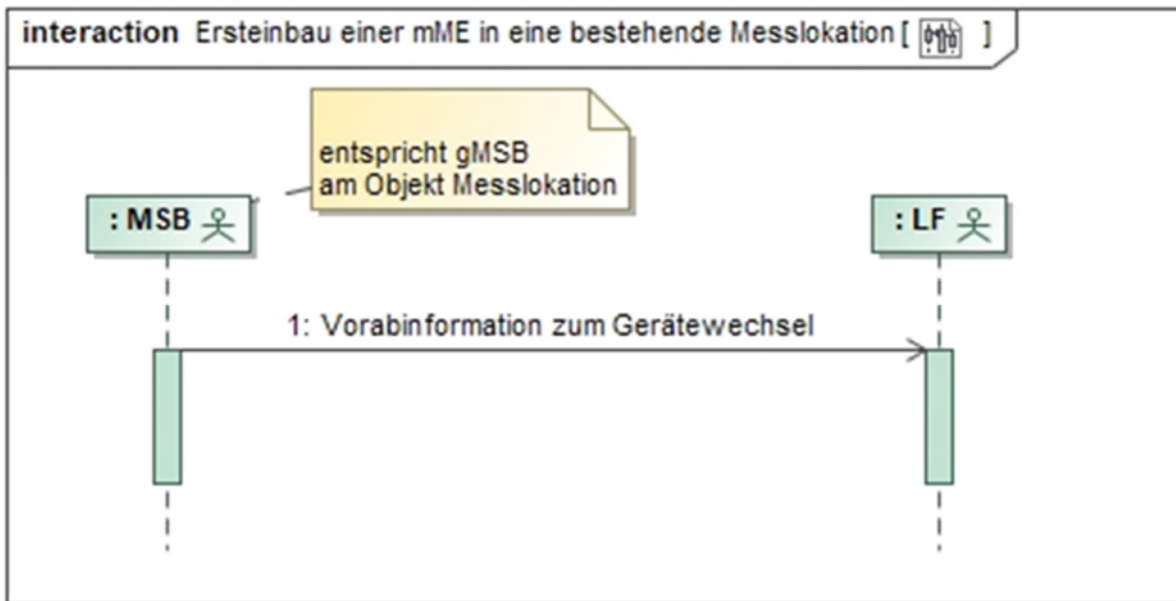 interaction Ersteinbau einer mME in eine bestehende Messlokation [ ]
entspricht gMSB
am Objekt Messlokation
: MSB
: LF
1: Vorabinformation zum Gerätewechsel